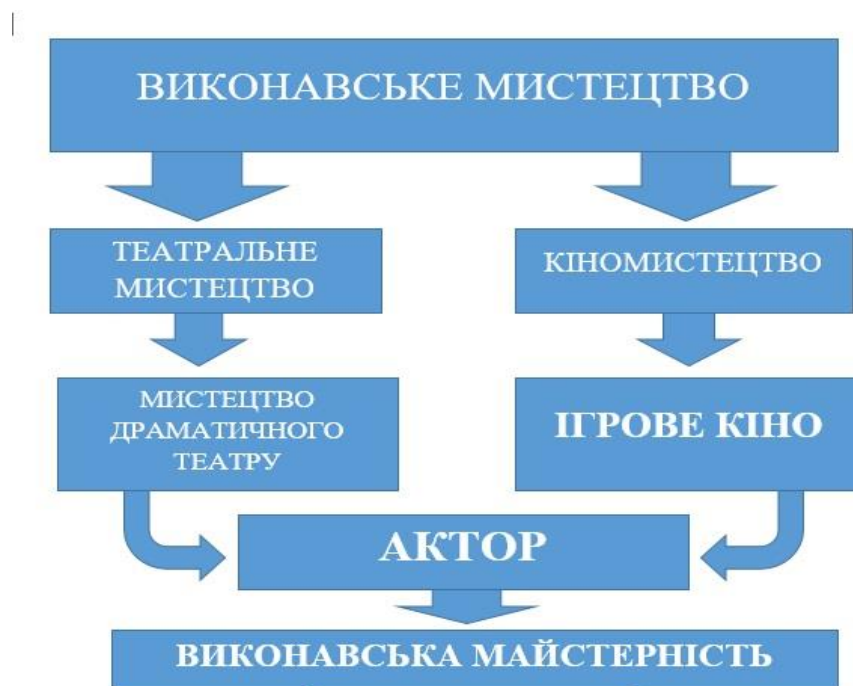 ВИКОНАВСЬКЕ МИСТЕЦТВО
ТЕАТРАЛЬНЕ
МИСТЕЦТВО
КІНОМИСТЕЦТВО
МИСТЕЦТВО
ДРАМАТИЧНОГО
ТЕАТРУ
ІГРОВЕ КІНО
АКТОР
ВИКОНАВСЬКА МАЙСТЕРНІСТЬ